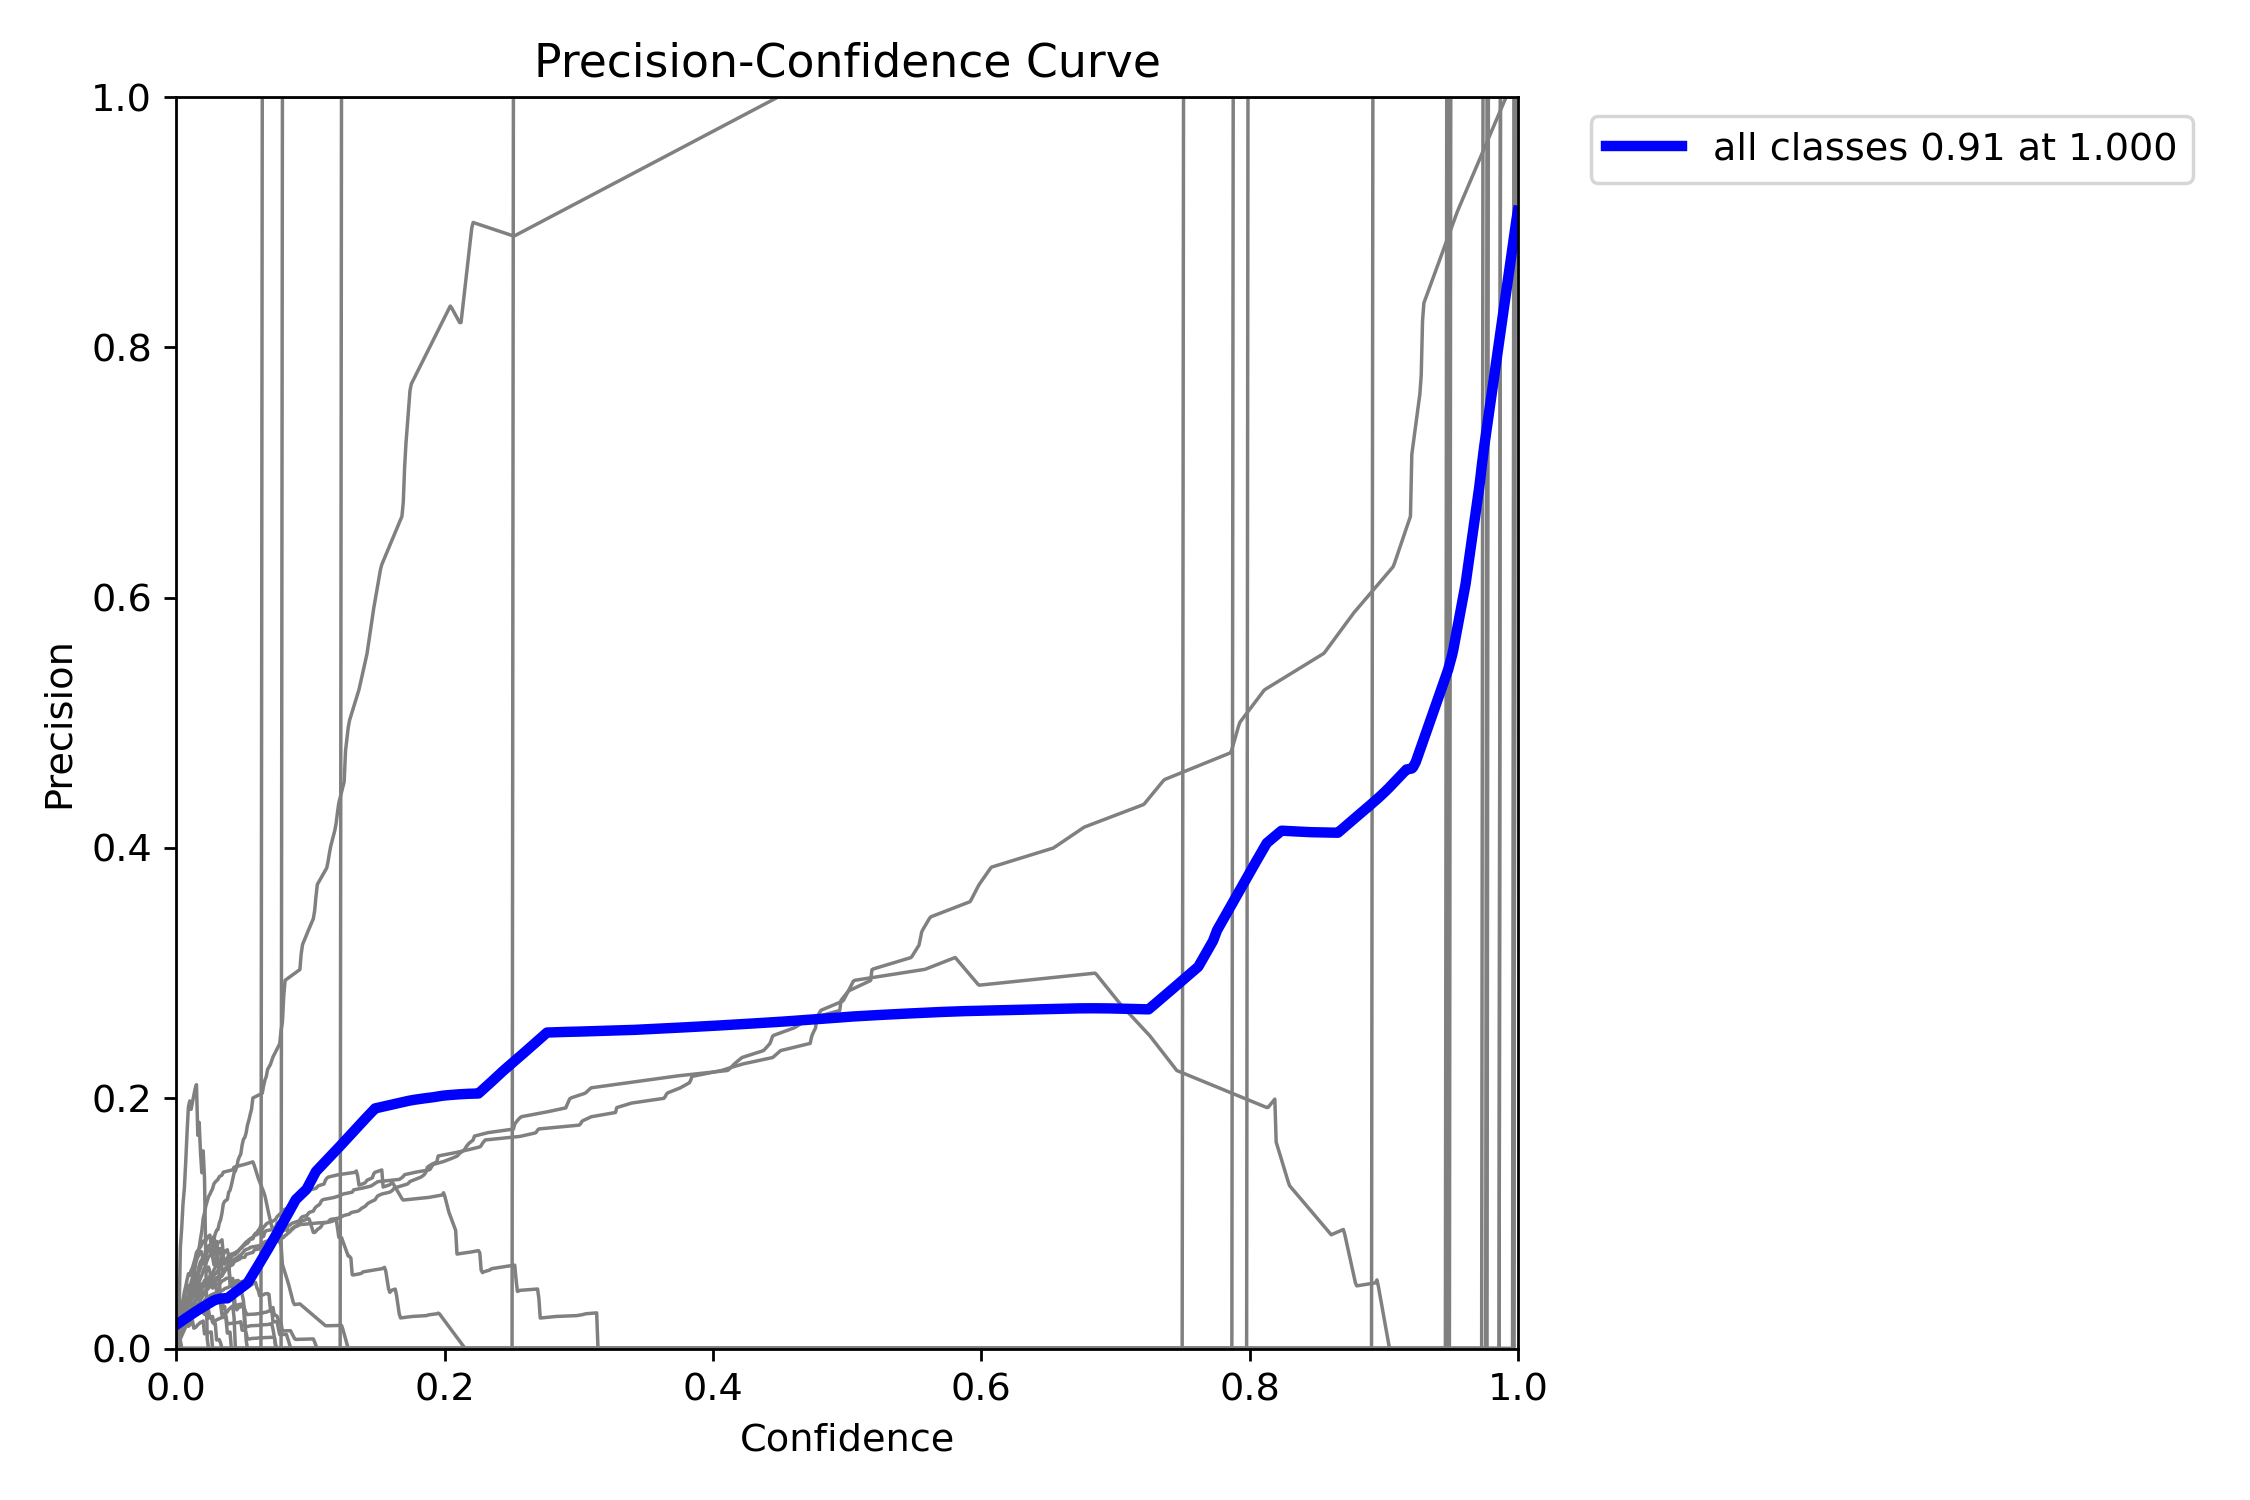 Precision-Confidence Curve
all classes 0.91 at 1.000
1.0
0.8
0.6
0.4
0.2
0.0
Precision
0.0 0.2 0.4 0.6 0.8 1.0
Confidence